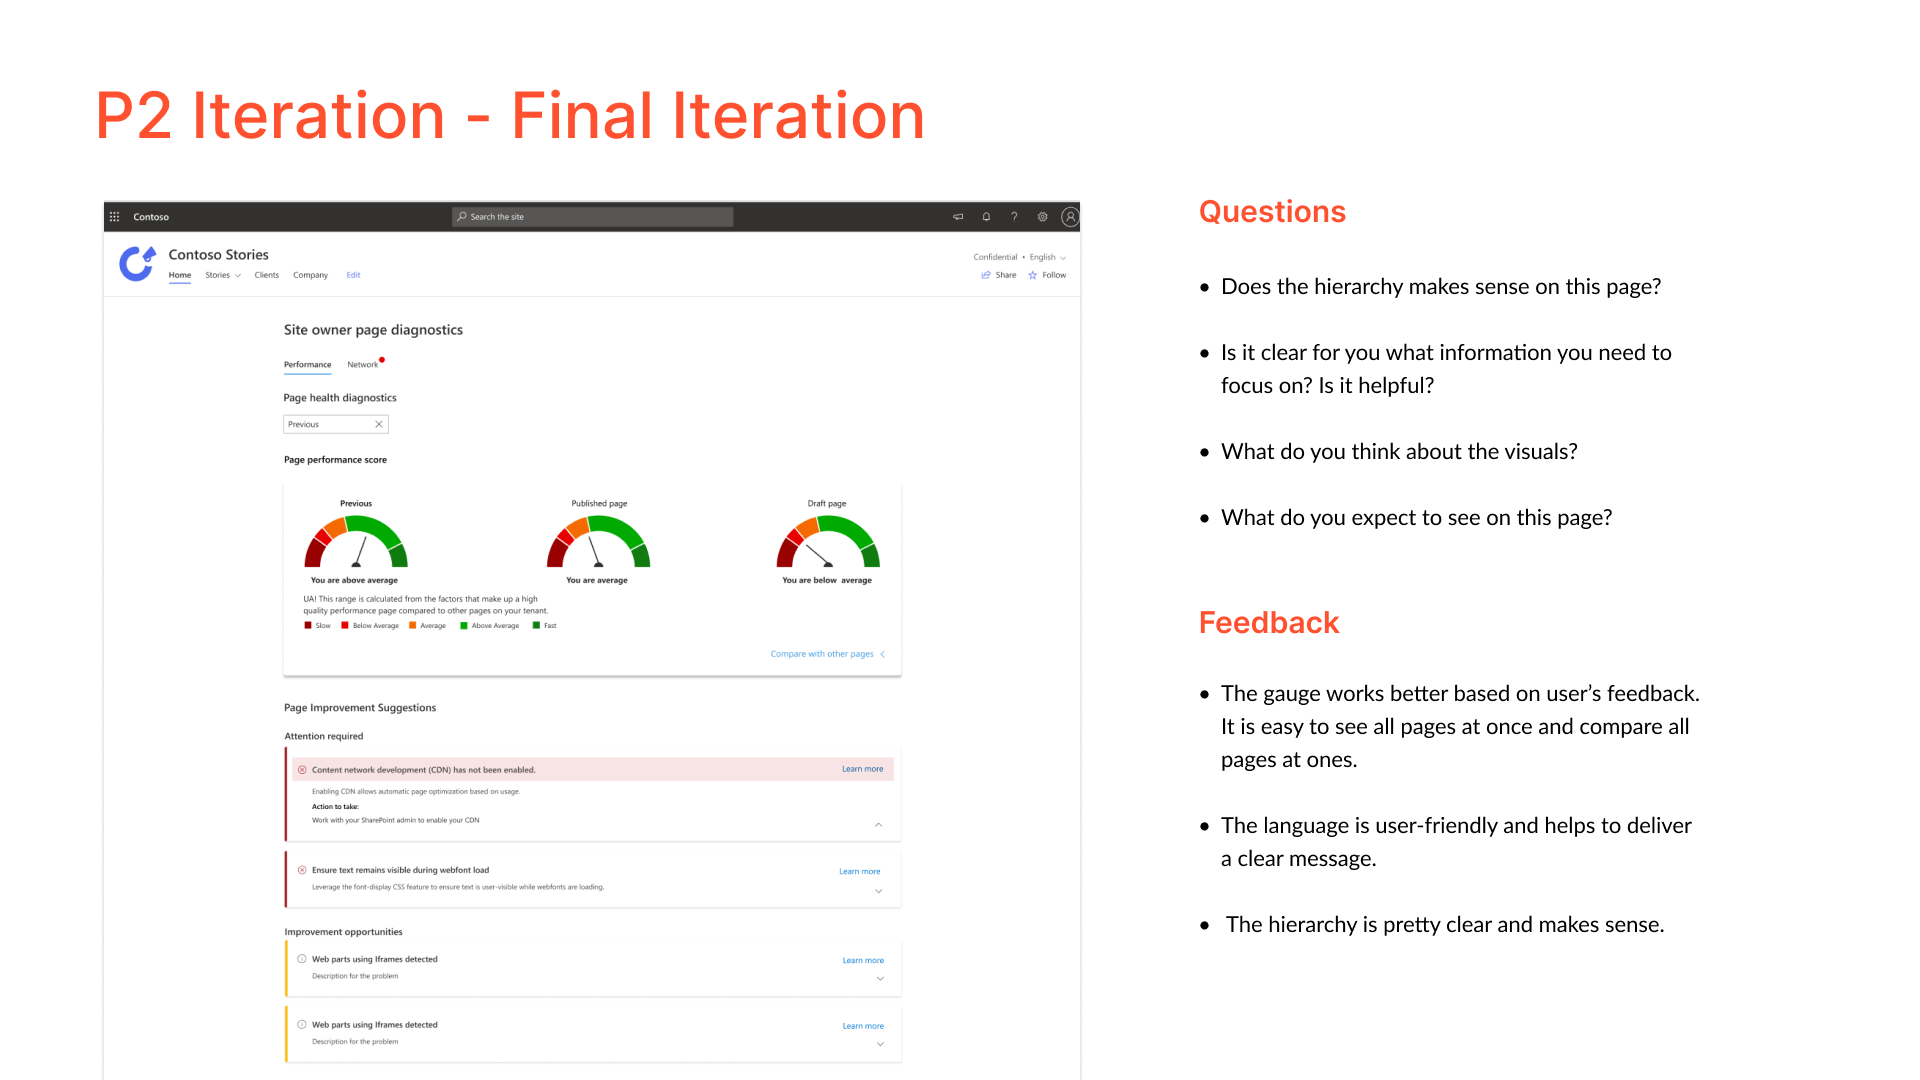 P2 Iteration - Final Iteration
Contoso
Search the site
Contoso Stories
Home Stories Clients Company Edit
Confidential • English
Share Follow
Site owner page diagnostics
Performance Network
Page health diagnostics
Previous
Page performance score
Previous Published page Draft page
You are above average You are average You are below average
UA! This range is calculated from the factors that make up a high
quality performance page compared to other pages on your tenant.
Slow Below Average Average Above Average Fast
Compare with other pages
Page Improvement Suggestions
Attention required
Content network development (CDN) has not been enabled. Learn more
Enabling CDN allows automatic page optimization based on usage.
Action to take:
Work with your SharePoint admin to enable your CDN
Ensure text remains visible during webfont load Learn more
Leverage the font-display CSS feature to ensure text is user-visible while webfonts are loading.
Improvement opportunities
Web parts using Iframes detected Learn more
Description for the problem
Web parts using Iframes detected Learn more
Description for the problem
Questions
• Does the hierarchy makes sense on this page?
• Is it clear for you what information you need to
focus on? Is it helpful?
• What do you think about the visuals?
• What do you expect to see on this page?
Feedback
• The gauge works better based on user’s feedback.
It is easy to see all pages at once and compare all
pages at ones.
• The language is user-friendly and helps to deliver
a clear message.
• The hierarchy is pretty clear and makes sense.